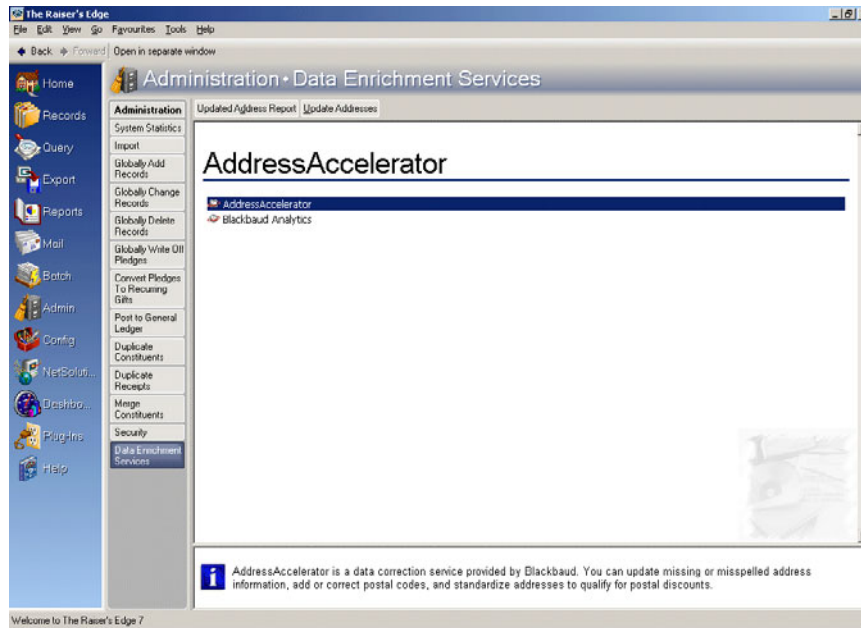 The Raiser's Edge
File Edit View Go Favourites Tools Help
Back Forward Open in separate window
Administration • Data Enrichment Services
Home
Records
Query
Export
Reports
Mail
Batch
Admin
Config
NetSoluti...
Dashbo...
Plug-Ins
Help
Administration
System Statistics
Import
Globally Add
Records
Globally Change
Records
Globally Delete
Records
Globally Write Off
Pledges
Convert Pledges
To Recurring
Gifts
Post to General
Ledger
Duplicate
Constituents
Duplicate
Receipts
Merge
Constituents
Security
Data Enrichment
Services
Updated Address Report Update Addresses
AddressAccelerator
AddressAccelerator
Blackbaud Analytics
AddressAccelerator is a data correction service provided by Blackbaud. You can update missing or misspelled address
information, add or correct postal codes, and standardize addresses to qualify for postal discounts.
Welcome to The Raiser's Edge 7